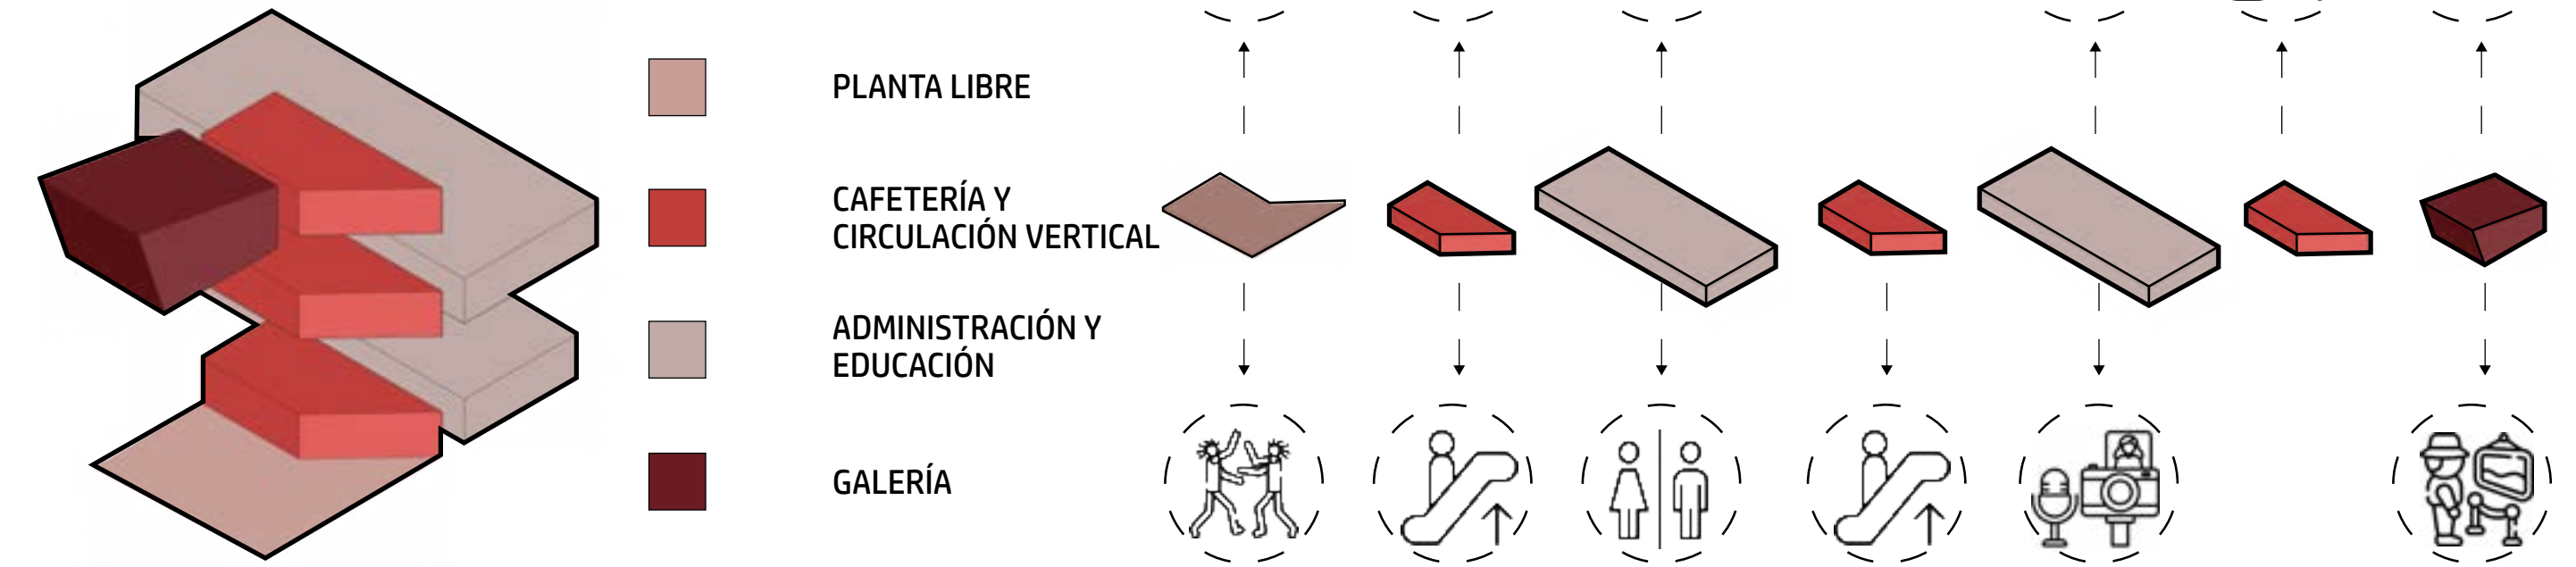 PLANTA LIBRE
CAFETERÍA Y
CIRCULACIÓN VERTICAL
ADMINISTRACIÓN Y
EDUCACIÓN
GALERÍA